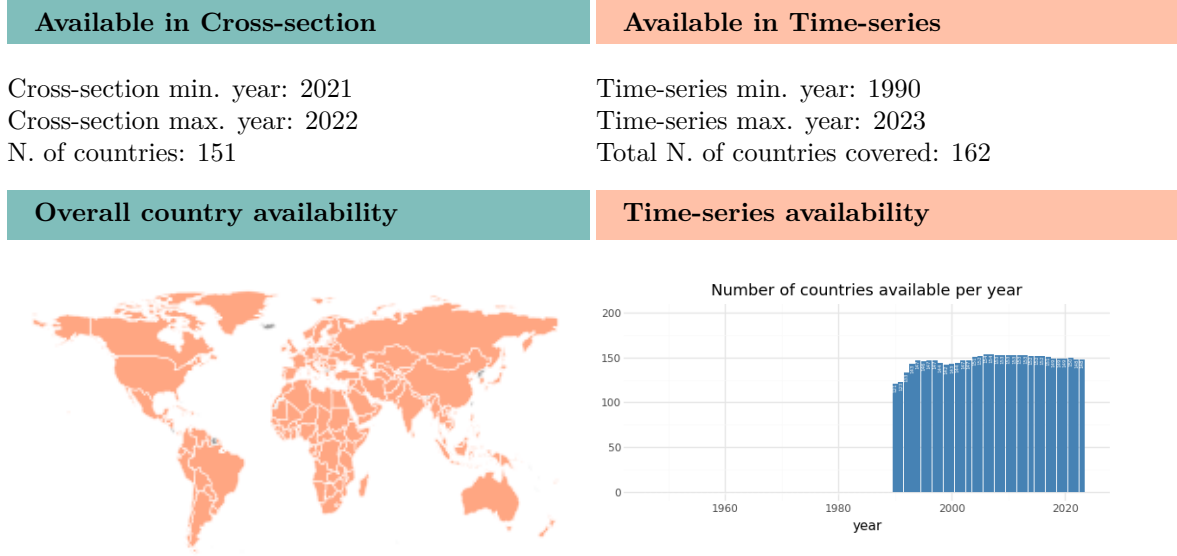 Available in Cross-section
Available in Time-series
Cross-section min. year: 2021
Cross-section max. year: 2022
N. of countries: 151
Time-series min. year: 1990
Time-series max. year: 2023
Total N. of countries covered: 162
Overall country availability
Time-series availability
Number of countries available per year
200
150
100
50
0
1960 1980 2000 2020
year